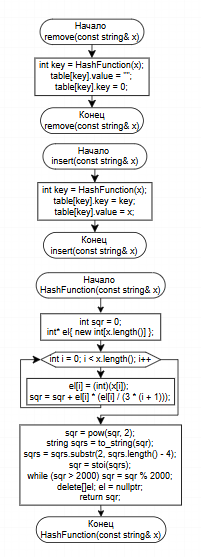 Начало
remove(const string& x)
int key = HashFunction(x);
table[key].value = "";
table[key].key = 0;
Конец
remove(const string& x)
Начало
insert(const string& x)
int key = HashFunction(x);
table[key].key = key;
table[key].value = x;
Конец
insert(const string& x)
Начало
HashFunction(const string& x)
int sqr = 0;
int* el{ new int[x.length()] };
int i = 0; i < x.length(); i++
el[i] = (int)(x[i]);
sqr = sqr + el[i] * (el[i] / (3 * (i + 1)));
sqr = pow(sqr, 2);
string sqrs = to_string(sqr);
sqrs = sqrs.substr(2, sqrs.length() - 4);
sqr = stoi(sqrs);
while (sqr > 2000) sqr = sqr % 2000;
delete[]el; el = nullptr;
return sqr;
Конец
HashFunction(const string& x)